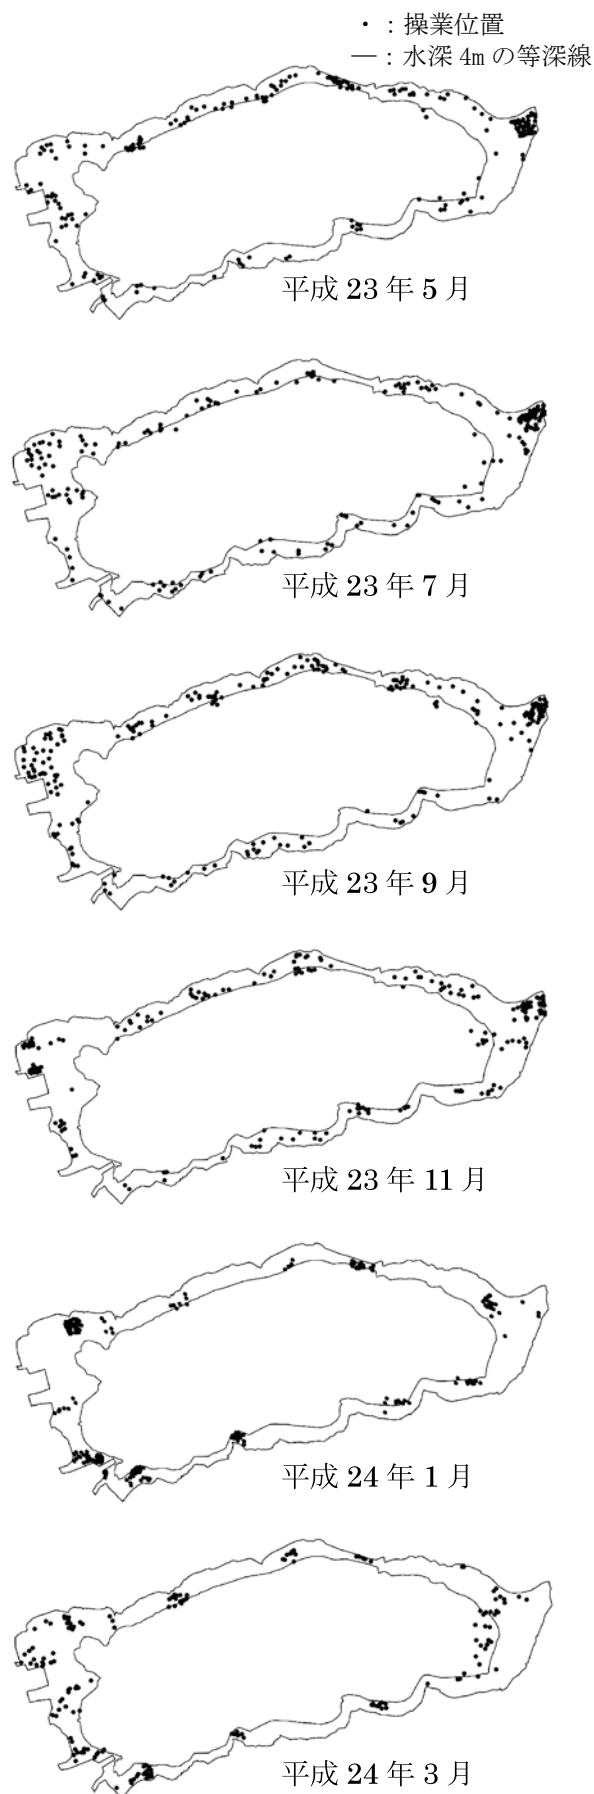 ・：操業位置
―：水深 4m の等深線
平成 23 年 5 月
平成 23 年 7 月
平成 23 年 9 月
平成 23 年 11 月
平成 24 年 1 月
平成 24 年 3 月